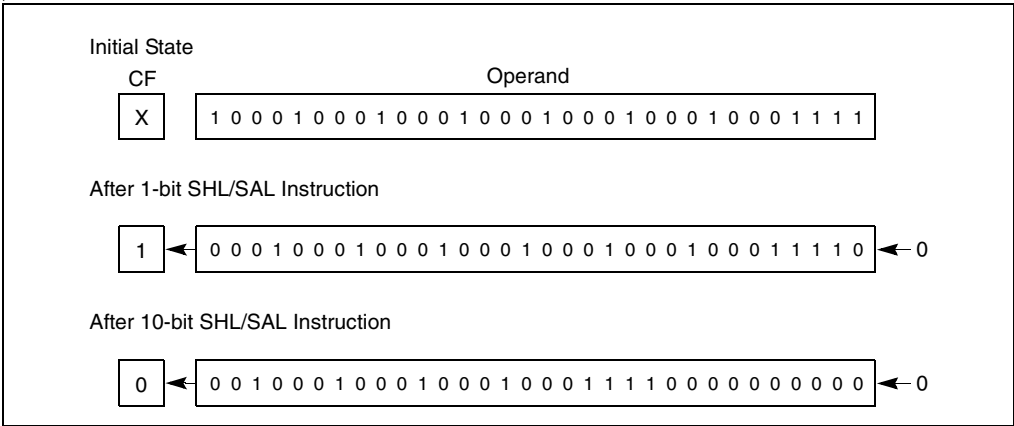 Initial State
CF Operand
X 1 0 0 0 1 0 0 0 1 0 0 0 1 0 0 0 1 0 0 0 1 0 0 0 1 0 0 0 1 1 1 1
After 1-bit SHL/SAL Instruction
1 0 0 0 1 0 0 0 1 0 0 0 1 0 0 0 1 0 0 0 1 0 0 0 1 0 0 0 1 1 1 1 0 0
After 10-bit SHL/SAL Instruction
0 0 0 1 0 0 0 1 0 0 0 1 0 0 0 1 0 0 0 1 1 1 1 0 0 0 0 0 0 0 0 0 0 0